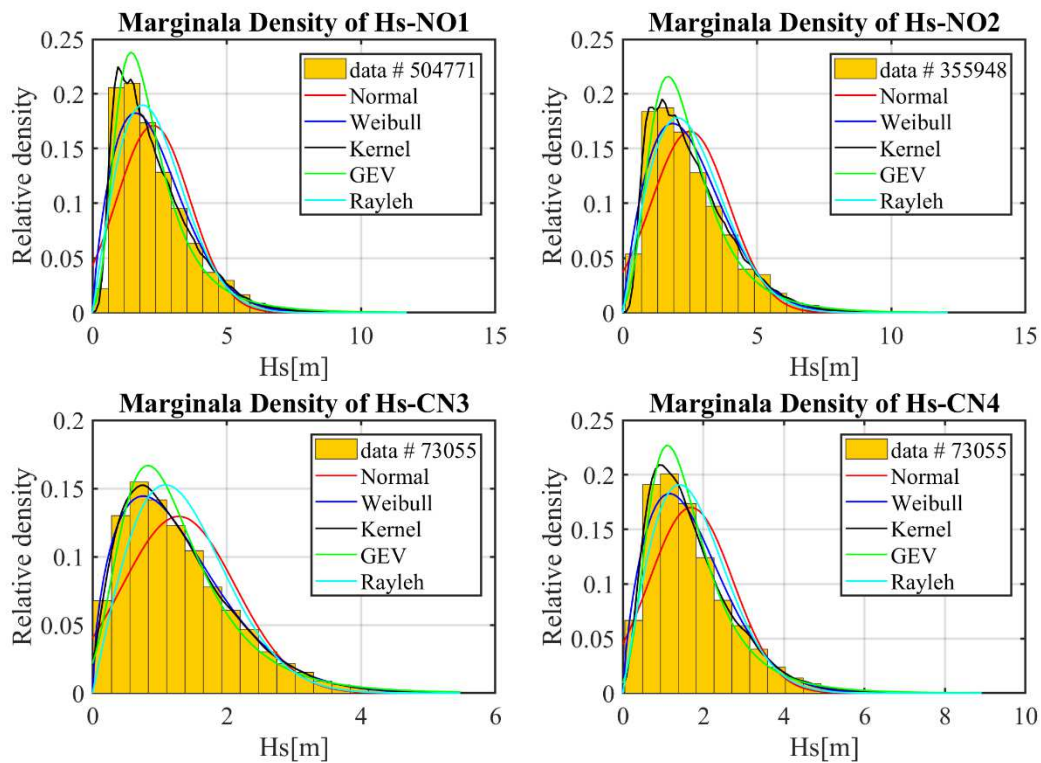 Marginala Density of Hs-NO1
0.25
0.2
0.15
0.1
0.05
0
Relative density
data # 504771
Normal
Weibull
Kernel
GEV
Rayleh
0 5 10 15
Hs[m]
Marginala Density of Hs-NO2
0.25
0.2
0.15
0.1
0.05
0
Relative density
data # 355948
Normal
Weibull
Kernel
GEV
Rayleh
0 5 10 15
Hs[m]
Marginala Density of Hs-CN3
0.2
0.15
0.1
0.05
0
Relative density
data # 73055
Normal
Weibull
Kernel
GEV
Rayleh
0 2 4 6
Hs[m]
Marginala Density of Hs-CN4
0.25
0.2
0.15
0.1
0.05
0
Relative density
data # 73055
Normal
Weibull
Kernel
GEV
Rayleh
0 2 4 6 8 10
Hs[m]